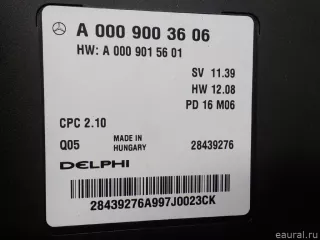 A 000 900 36 06
HW: A 000 901 56 01
SV 11.39
HW 12.08
PD 16 M06
CPC 2.10
Q05
MADE IN
HUNGARY
28439276
DELPHI
28439276A997J0023CK
eaural.ru